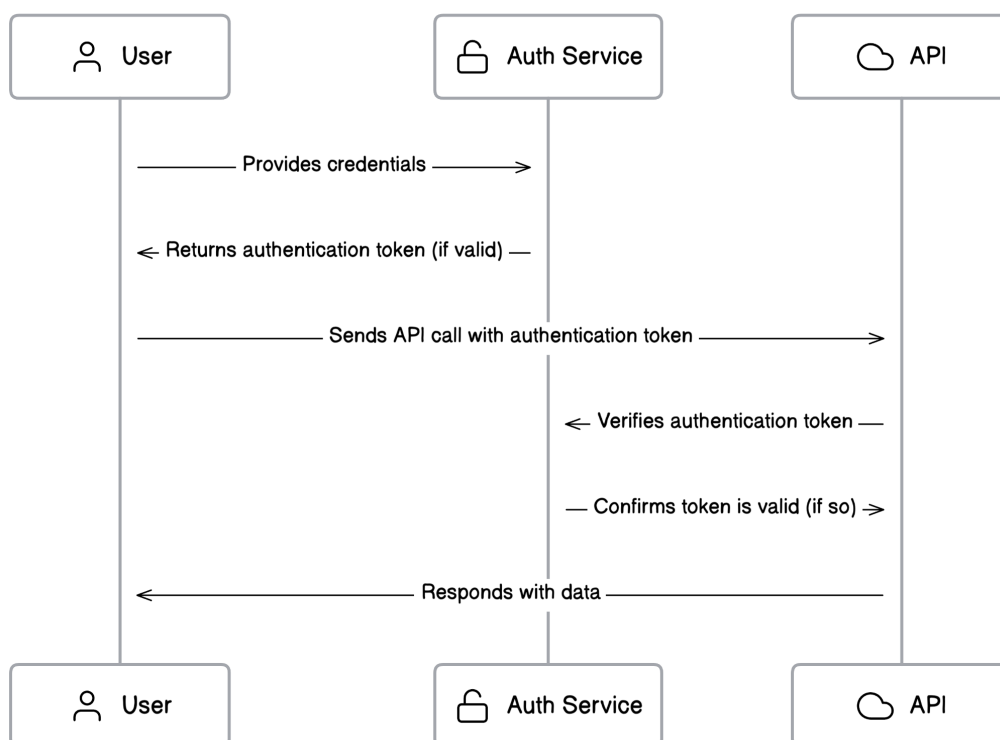 User
Auth Service
API
Provides credentials
Returns authentication token (if valid)
Sends API call with authentication token
Verifies authentication token
Confirms token is valid (if so)
Responds with data
User
Auth Service
API